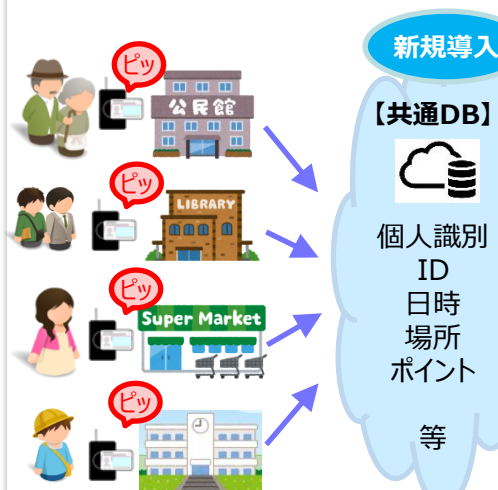 新規導入
ピッ
公民館
【共通DB】
ピッ
LIBRARY
個人識別
ID
日時
場所
ポイント
ピッ
Super Market
ピッ
等